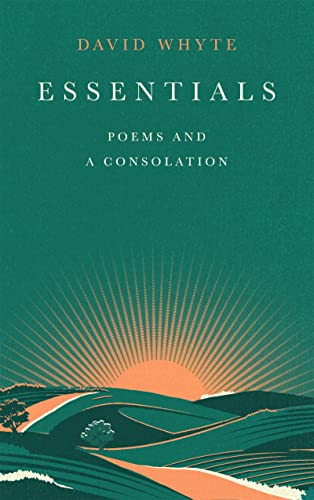 DAVID WHYTE
ESSENTIALS
POEMS AND
A CONSOLATION